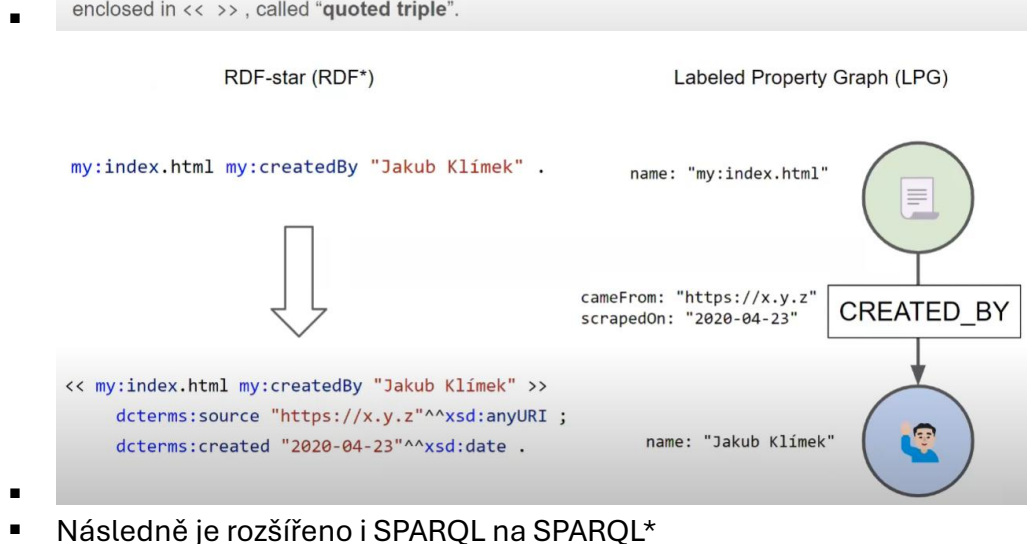 ▪ enclosed in << >> , called “quoted triple”.
RDF-star (RDF*)
Labeled Property Graph (LPG)
my:index.html my:createdBy "Jakub Klímek" .
name: "my:index.html"
cameFrom: "https://x.y.z"
scrapedOn: "2020-04-23"
CREATED_BY
<< my:index.html my:createdBy "Jakub Klímek" >>
dcterms:source "https://x.y.z"^^xsd:anyURI ;
dcterms:created "2020-04-23"^^xsd:date .
name: "Jakub Klímek"
▪
▪ Následně je rozšířeno i SPARQL na SPARQL*